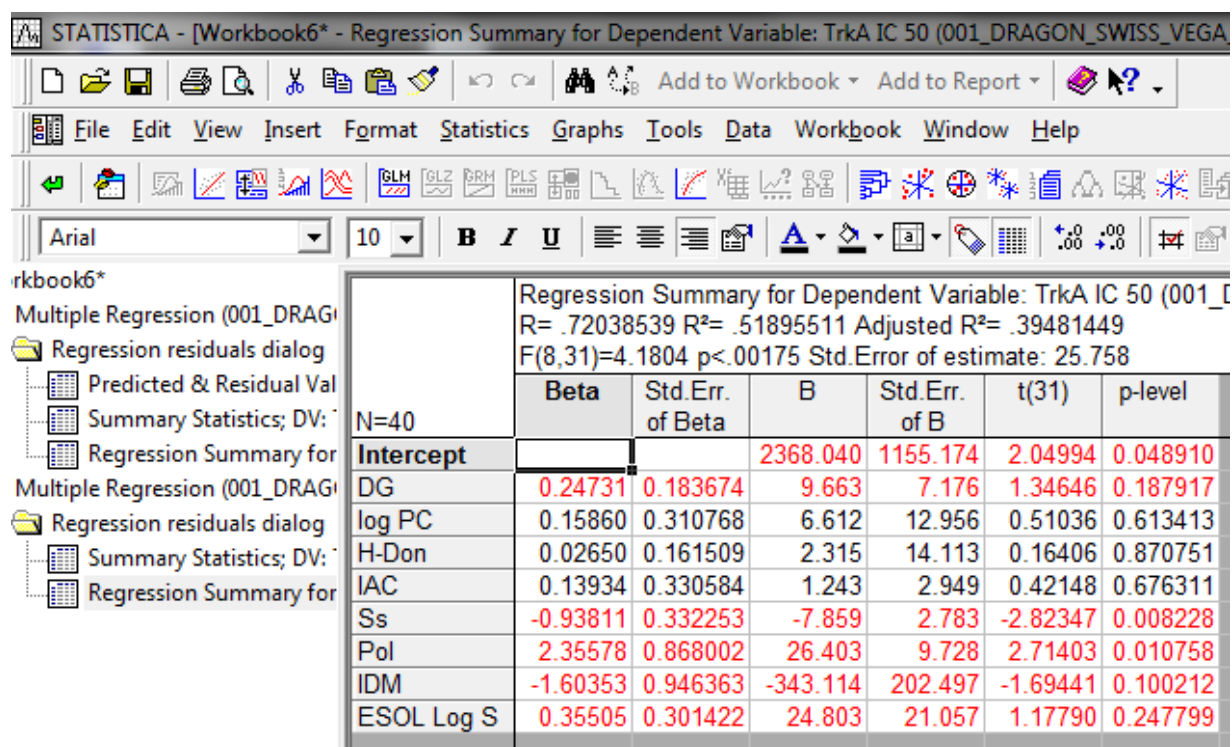 STATISTICA - [Workbook6* - Regression Summary for Dependent Variable: TrkA IC 50 (001_DRAGON_SWISS_VEGA_
Add to Workbook Add to Report
File Edit View Insert Format Statistics Graphs Tools Data Workbook Window Help
GLM GLZ GRM PLS
Arial 10 B I U A a
rkbook6*
Multiple Regression (001_DRAG
Regression residuals dialog
Predicted & Residual Val
Summary Statistics; DV:
Regression Summary for
Multiple Regression (001_DRAG
Regression residuals dialog
Summary Statistics; DV:
Regression Summary for
Regression Summary for Dependent Variable: TrkA IC 50 (001_D
R= .72038539 R²= .51895511 Adjusted R²= .39481449
F(8,31)=4.1804 p<.00175 Std.Error of estimate: 25.758
N=40 Beta Std.Err. of Beta B Std.Err. of B t(31) p-level
Intercept 2368.040 1155.174 2.04994 0.048910
DG 0.24731 0.183674 9.663 7.176 1.34646 0.187917
log PC 0.15860 0.310768 6.612 12.956 0.51036 0.613413
H-Don 0.02650 0.161509 2.315 14.113 0.16406 0.870751
IAC 0.13934 0.330584 1.243 2.949 0.42148 0.676311
Ss -0.93811 0.332253 -7.859 2.783 -2.82347 0.008228
Pol 2.35578 0.868002 26.403 9.728 2.71403 0.010758
IDM -1.60353 0.946363 -343.114 202.497 -1.69441 0.100212
ESOL Log S 0.35505 0.301422 24.803 21.057 1.17790 0.247799